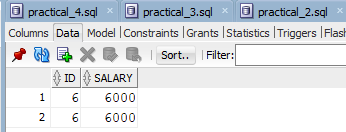 practical_4.sql practical_3.sql practical_2.sql
Columns Data Model Constraints Grants Statistics Triggers Flash
Sort.. Filter:
ID SALARY
1 6 6000
2 6 6000